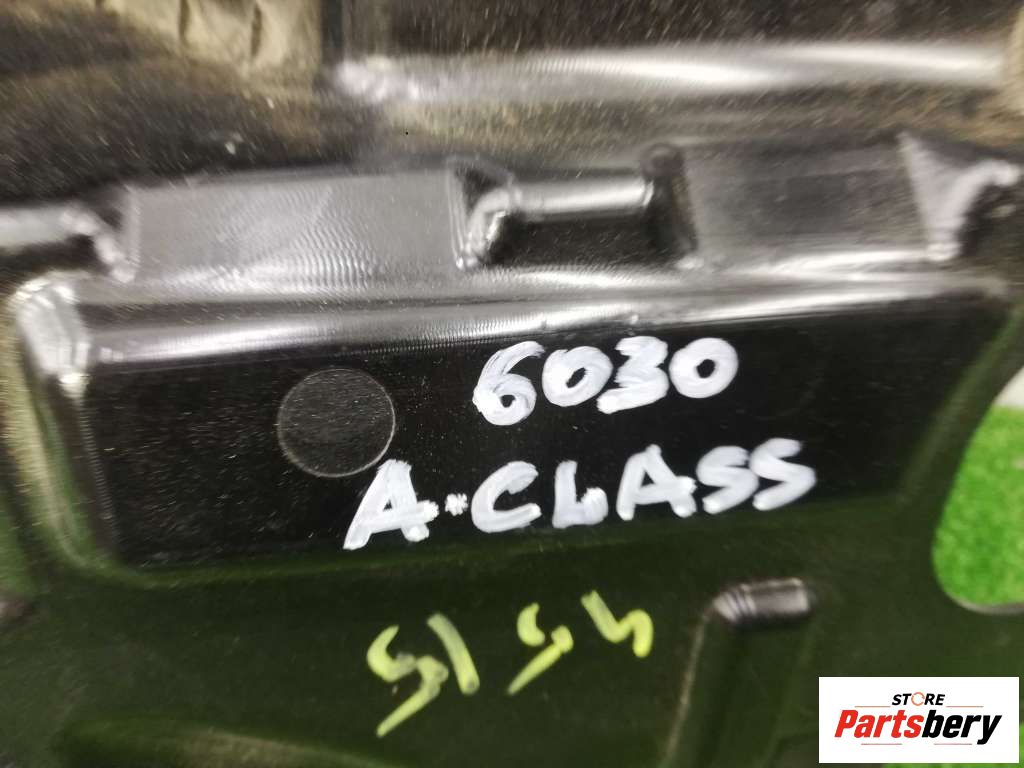 6030
A-CLASS
STORE
Partsbery